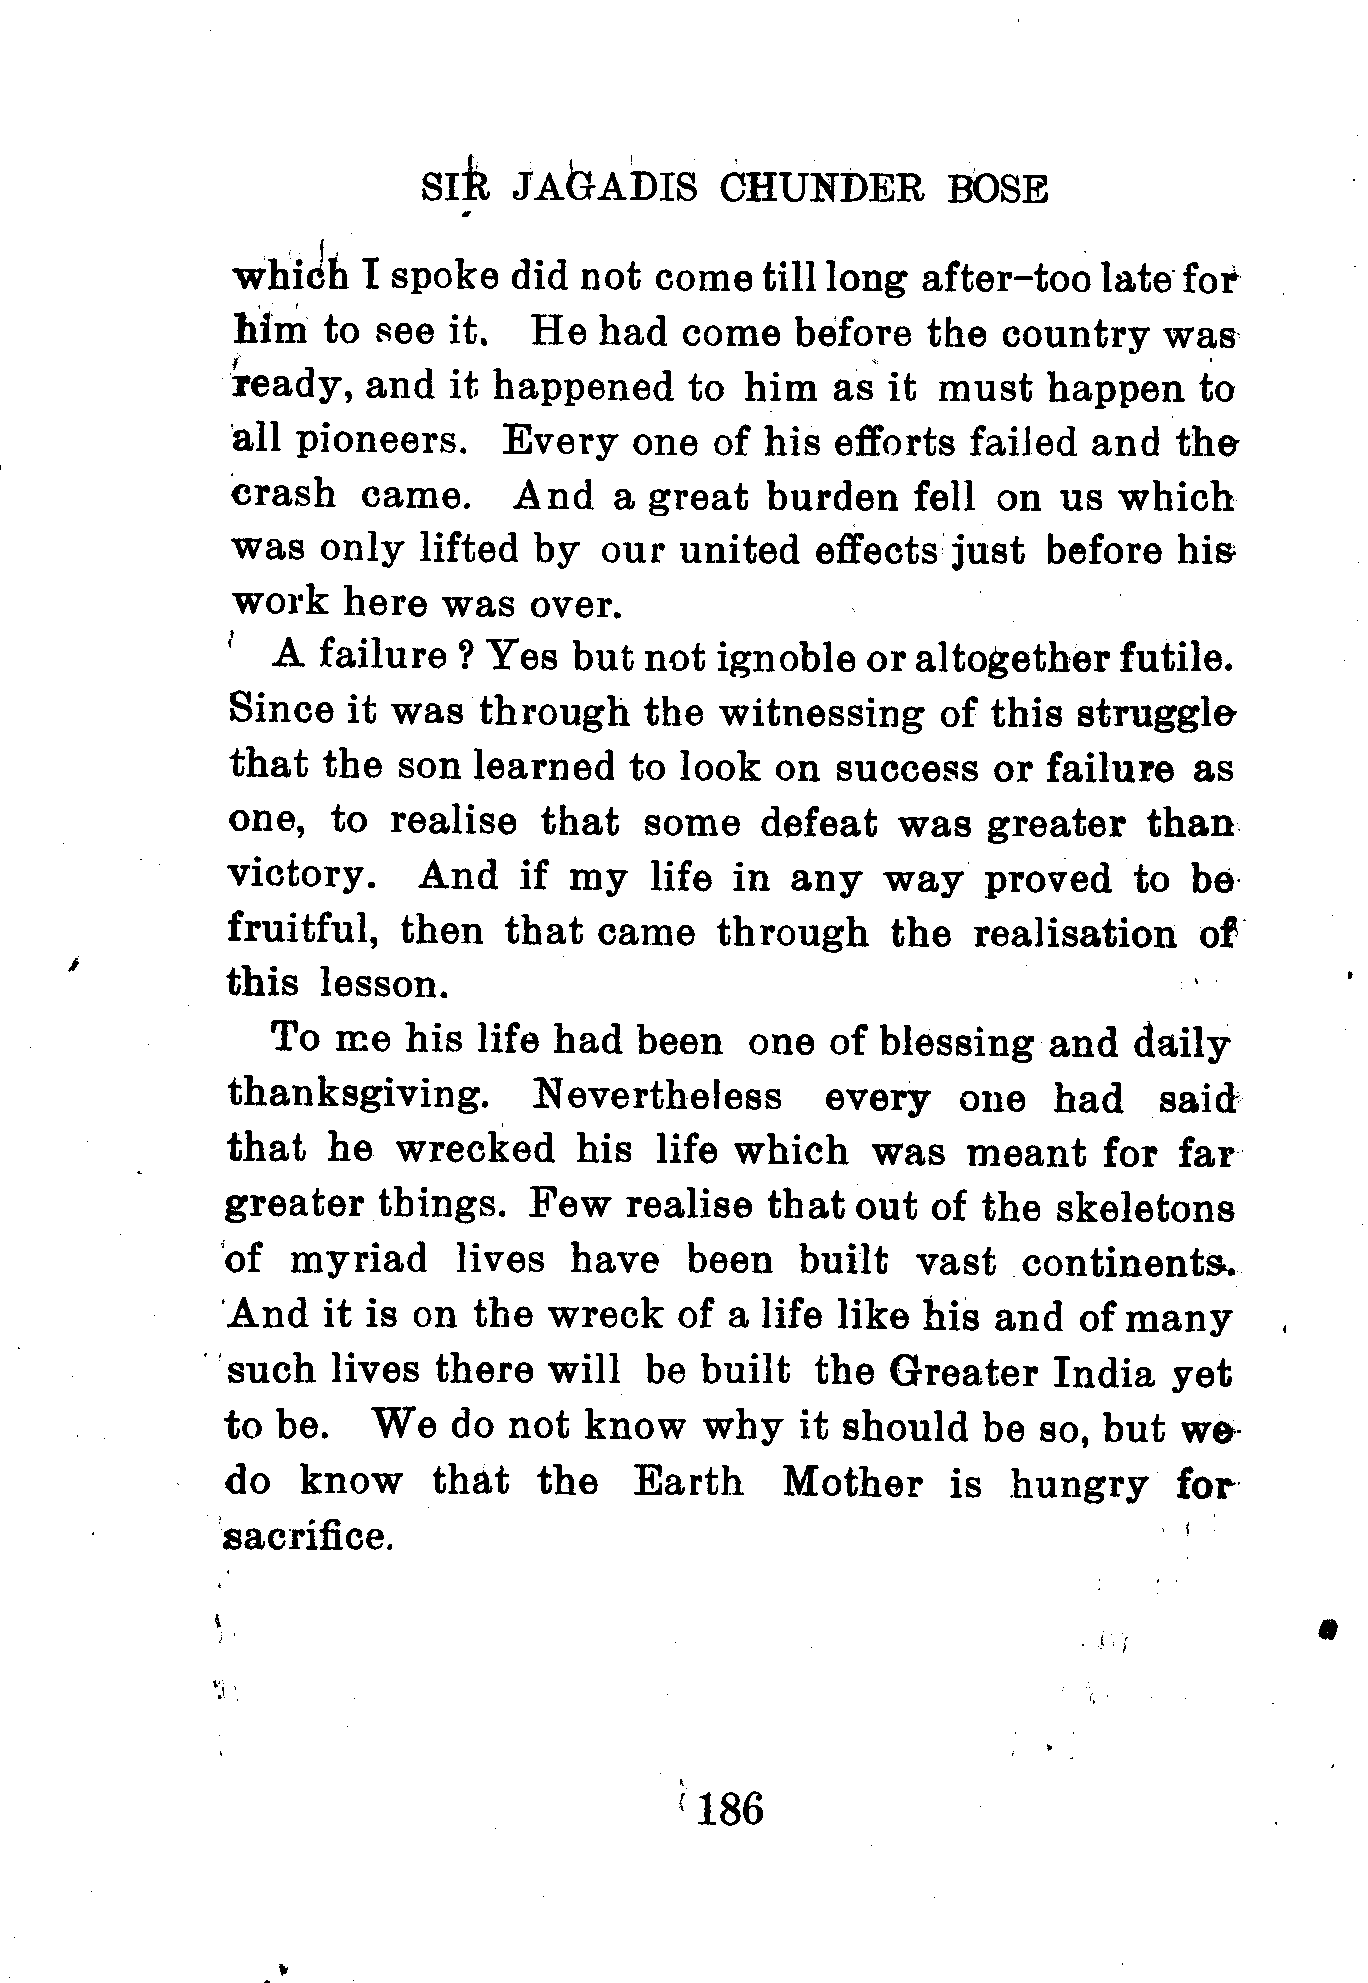 SIR JAGADIS CHUNDER BOSE
which I spoke did not come till long after-too late for
him to see it. He had come before the country was
ready, and it happened to him as it must happen to
all pioneers. Every one of his efforts failed and the
crash came. And a great burden fell on us which
was only lifted by our united effects just before his
work here was over.
A failure ? Yes but not ignoble or altogether futile.
Since it was through the witnessing of this struggle
that the son learned to look on success or failure as
one, to realise that some defeat was greater than
victory. And if my life in any way proved to be
fruitful, then that came through the realisation of
this lesson.
To me his life had been one of blessing and daily
thanksgiving. Nevertheless every one had said
that he wrecked his life which was meant for far
greater things. Few realise that out of the skeletons
of myriad lives have been built vast continents.
And it is on the wreck of a life like his and of many
such lives there will be built the Greater India yet
to be. We do not know why it should be so, but we
do know that the Earth Mother is hungry for
sacrifice.
186